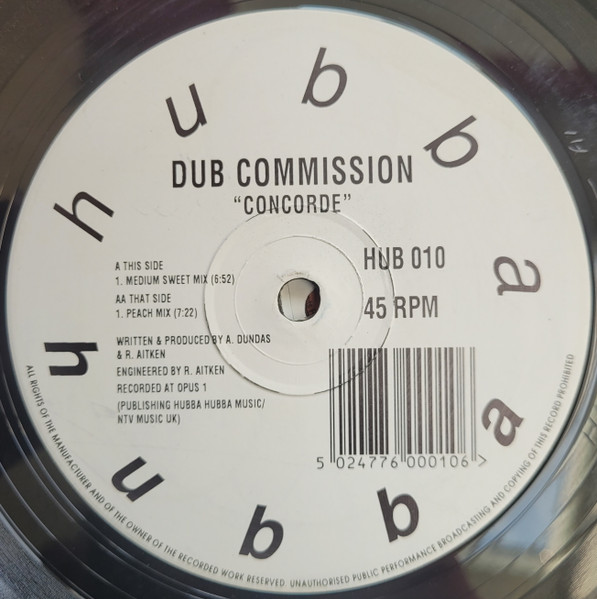 hubba
hubba
DUB COMMISSION
"CONCORDE"
A THIS SIDE
1. MEDIUM SWEET MIX (6:52)
AA THAT SIDE
1. PEACH MIX (7:22)
WRITTEN & PRODUCED BY A. DUNDAS
& R. AITKEN
ENGINEERED BY R. AITKEN
RECORDED AT OPUS 1
(PUBLISHING HUBBA HUBBA MUSIC/
NTV MUSIC UK)
HUB 010
45 RPM
5 024776 000106 >
ALL RIGHTS OF THE MANUFACTURER AND OF THE OWNER OF THE RECORDED WORK RESERVED. UNAUTHORISED PUBLIC PERFORMANCE BROADCASTING AND COPYING OF THIS RECORD PROHIBITED